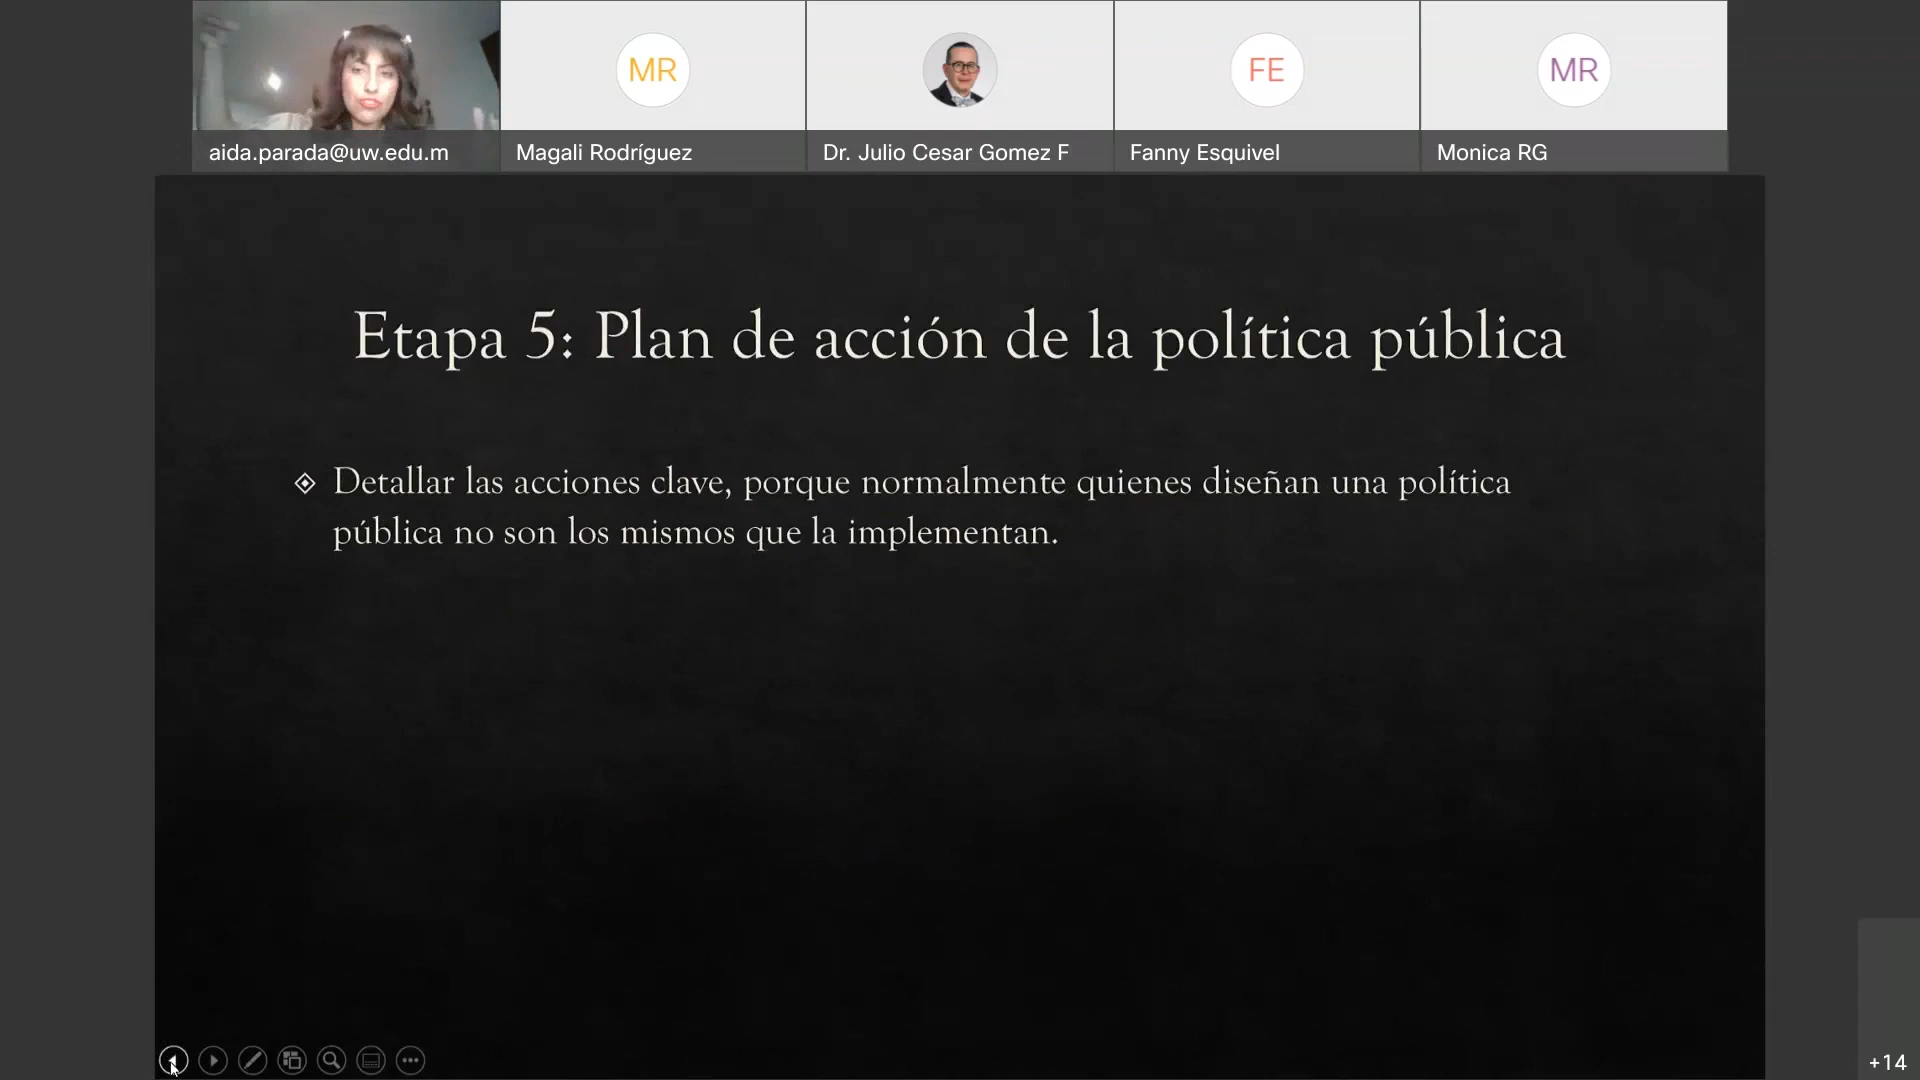 MR
FE
MR
aida.parada@uw.edu.m
Magali Rodríguez
Dr. Julio Cesar Gomez F
Fanny Esquivel
Monica RG
Etapa 5: Plan de acción de la política pública
Detallar las acciones clave, porque normalmente quienes diseñan una política
pública no son los mismos que la implementan.
+14